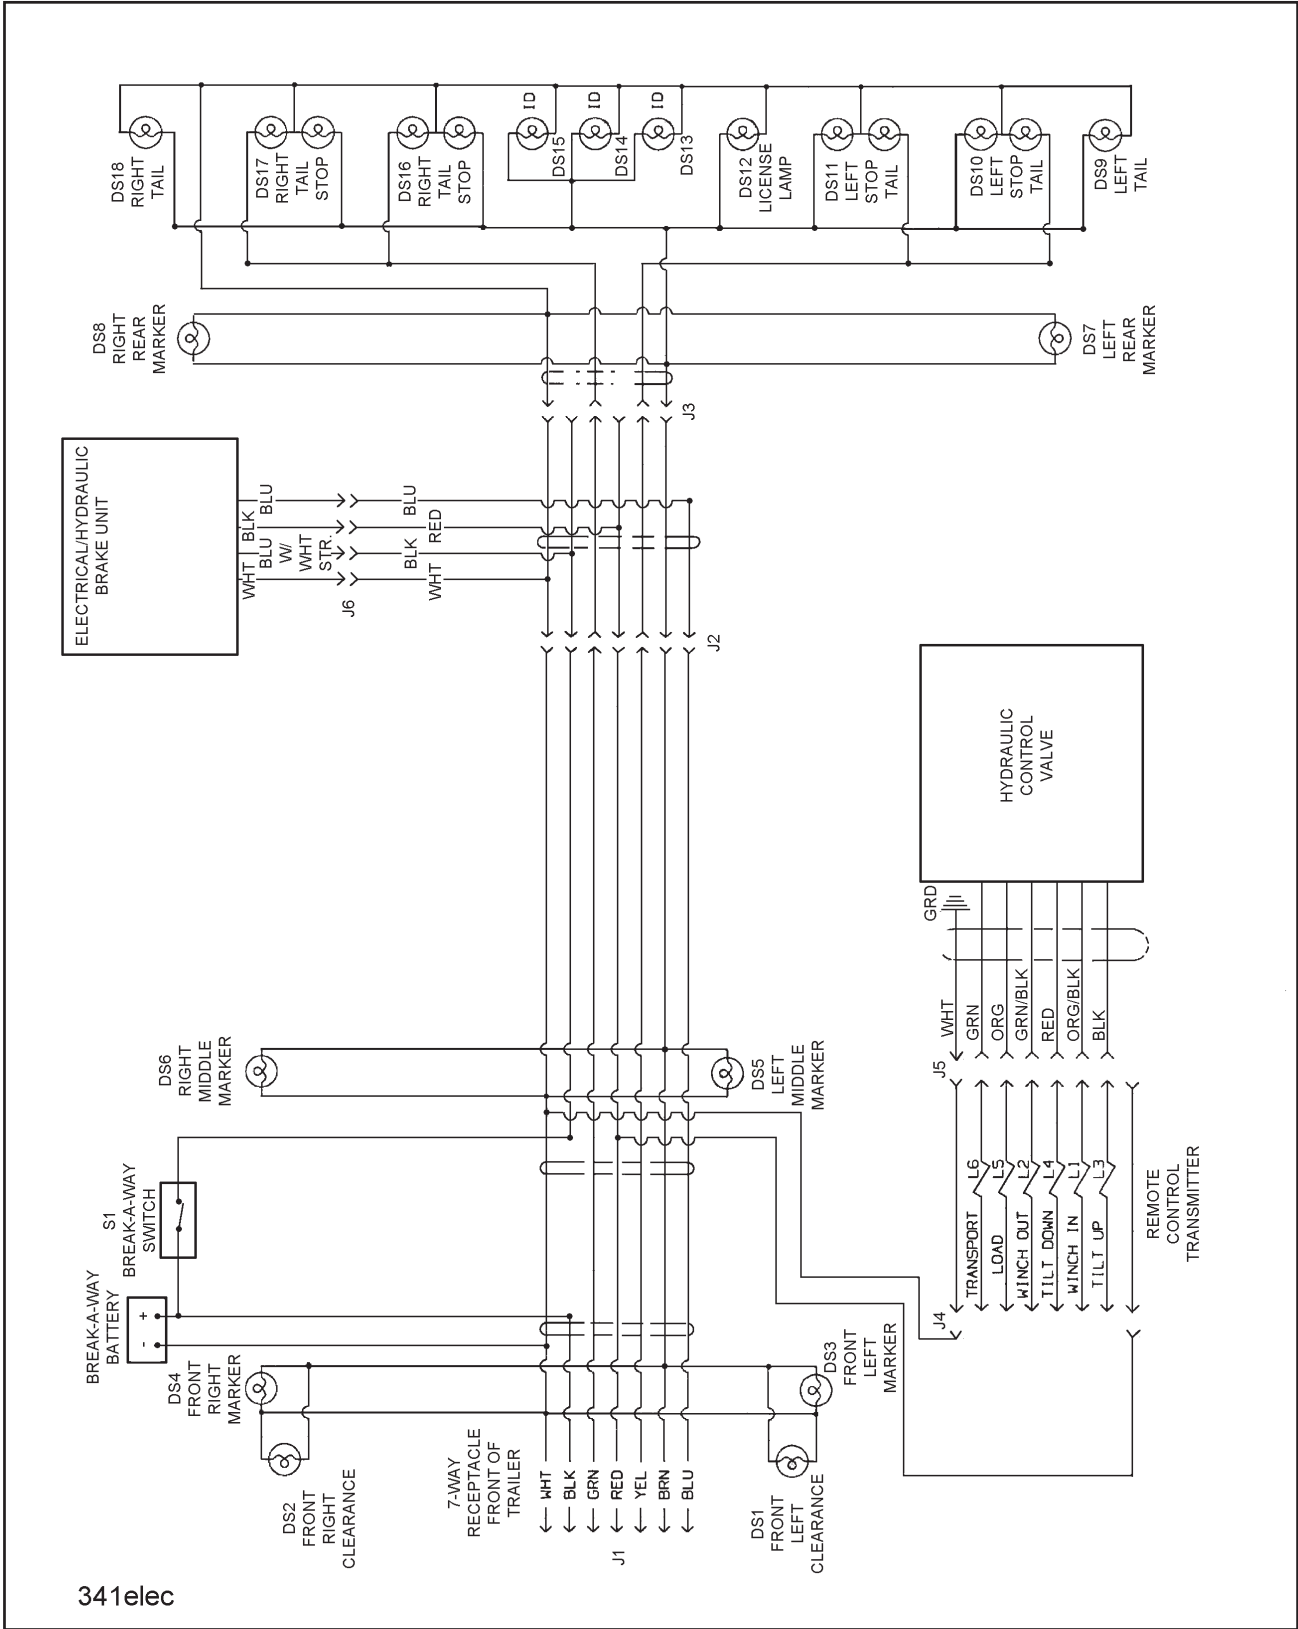 DS18
RIGHT
TAIL
DS17
RIGHT
TAIL
STOP
DS16
RIGHT
TAIL
STOP
ID
DS15
ID
DS14
ID
DS13
DS12
LICENSE
LAMP
DS11
LEFT
STOP
TAIL
DS10
LEFT
STOP
TAIL
DS9
LEFT
TAIL
DS8
RIGHT
REAR
MARKER
DS7
LEFT
REAR
MARKER
J3
ELECTRICAL/HYDRAULIC
BRAKE UNIT
BLU
BLK
BLU
W/
WHT
STR.
WHT
J6
BLU
RED
BLK
WHT
J2
HYDRAULIC
CONTROL
VALVE
GRD
WHT
GRN
ORG
GRN/BLK
RED
ORG/BLK
BLK
J5
DS6
RIGHT
MIDDLE
MARKER
DS5
LEFT
MIDDLE
MARKER
S1
BREAK-A-WAY
SWITCH
BREAK-A-WAY
BATTERY
+
-
TRANSPORT L6
LOAD L5
WINCH OUT L2
TILT DOWN L4
WINCH IN L1
TILT UP L3
REMOTE
CONTROL
TRANSMITTER
J4
DS4
FRONT
RIGHT
MARKER
DS3
FRONT
LEFT
MARKER
DS2
FRONT
RIGHT
CLEARANCE
7-WAY
RECEPTACLE
FRONT OF
TRAILER
WHT
BLK
GRN
RED
YEL
BRN
BLU
J1
DS1
FRONT
LEFT
CLEARANCE
341elec